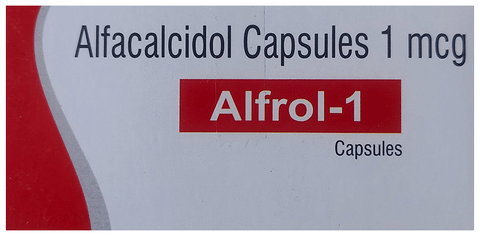 Alfacalcidol Capsules 1 mcg
Alfrol-1
Capsules